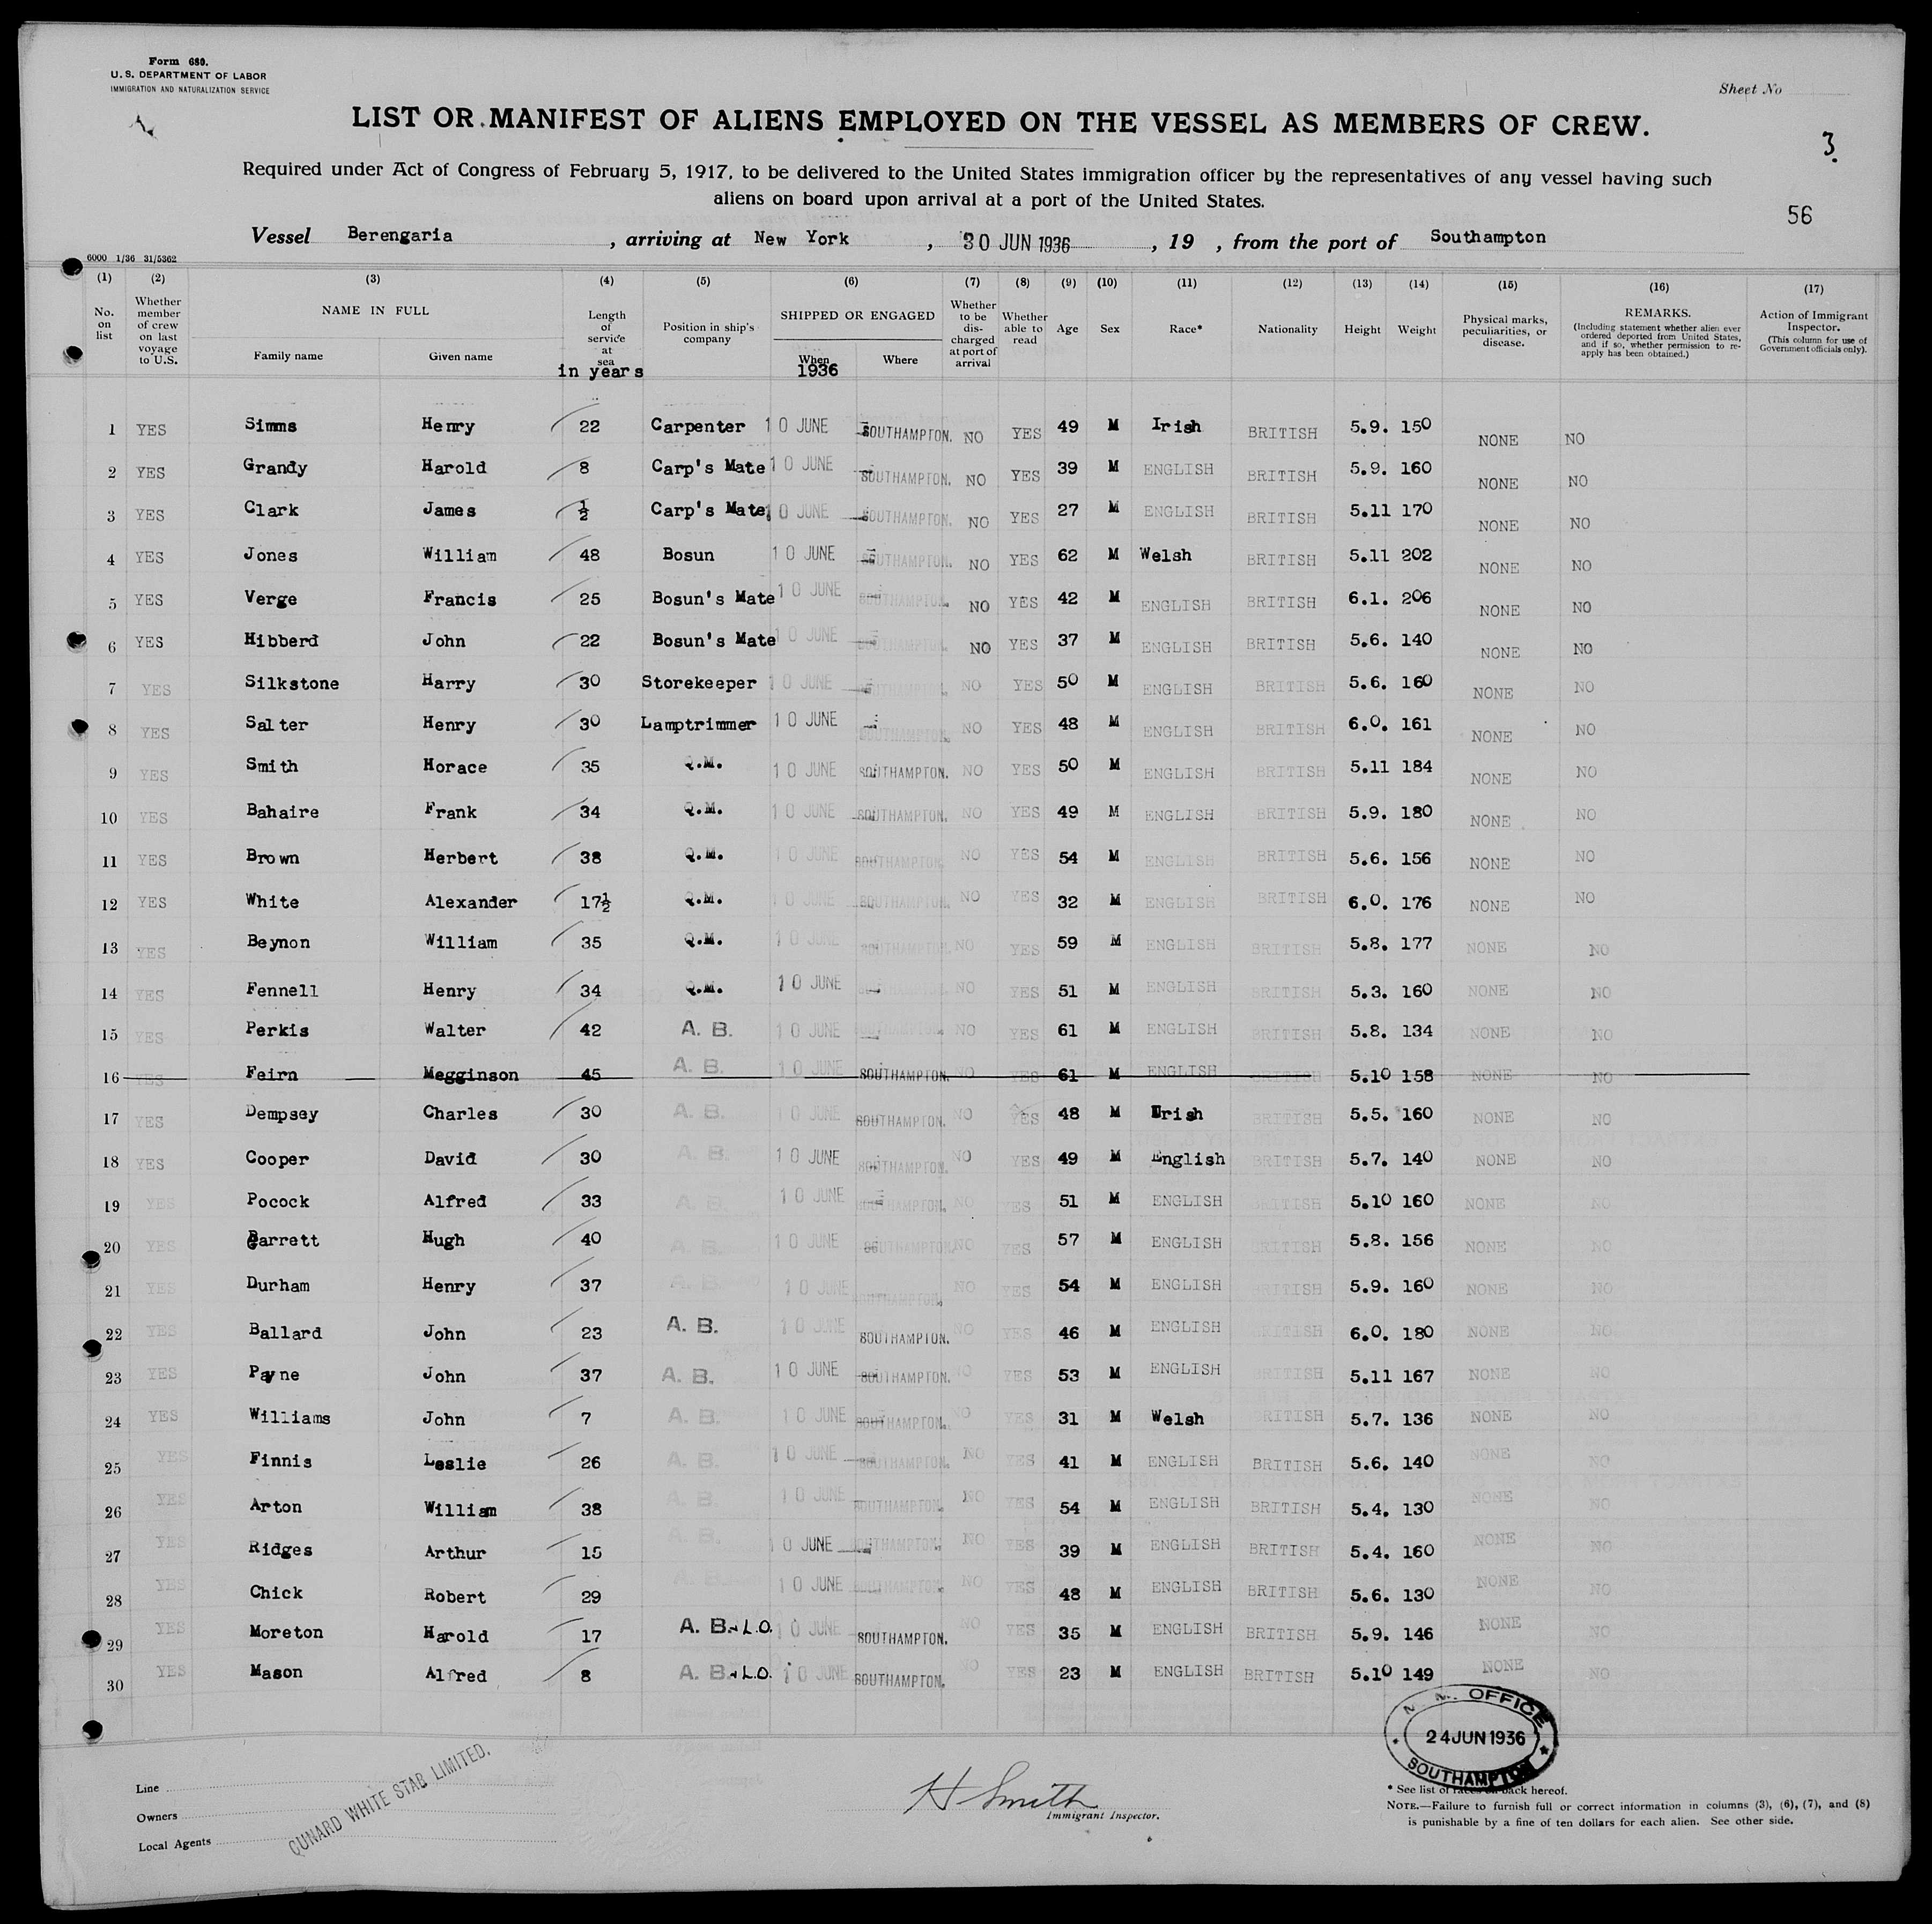 Form 680.
U. S. DEPARTMENT OF LABOR
IMMIGRATION AND NATURALIZATION SERVICE
Sheet No
LIST OR MANIFEST OF ALIENS EMPLOYED ON THE VESSEL AS MEMBERS OF CREW.
3
Required under Act of Congress of February 5, 1917, to be delivered to the United States immigration officer by the representatives of any vessel having such
aliens on board upon arrival at a port of the United States.
56
Vessel Berengaria , arriving at New York , 30 JUN 1936 , 19 , from the port of Southampton
6000 1/36 31/5362
(1) (2) (3) (4) (5) (6) (7) (8) (9) (10) (11) (12) (13) (14) (15) (16) (17)
No. on list Whether member of crew on last voyage to U.S. NAME IN FULL Family name Given name Length of service at sea in years Position in ship's company SHIPPED OR ENGAGED When 1936 Where Whether to be discharged at port of arrival Whether able to read Age Sex Race* Nationality Height Weight Physical marks, peculiarities, or disease. REMARKS. (Including statement whether alien ever ordered deported from United States, and if so, whether permission to re-apply has been obtained.) Action of Immigrant Inspector. (This column for use of Government officials only).
1 YES Simms Henry 22 Carpenter 10 JUNE SOUTHAMPTON. NO YES 49 M Irish BRITISH 5.9. 150 NONE NO
2 YES Grandy Harold 8 Carp's Mate 10 JUNE SOUTHAMPTON. NO YES 39 M ENGLISH BRITISH 5.9. 160 NONE NO
3 YES Clark James ½ Carp's Mate 10 JUNE SOUTHAMPTON. NO YES 27 M ENGLISH BRITISH 5.11 170 NONE NO
4 YES Jones William 48 Bosun 10 JUNE SOUTHAMPTON. NO YES 62 M Welsh BRITISH 5.11 202 NONE NO
5 YES Verge Francis 25 Bosun's Mate 10 JUNE SOUTHAMPTON. NO YES 42 M ENGLISH BRITISH 6.1. 206 NONE NO
6 YES Hibberd John 22 Bosun's Mate 10 JUNE SOUTHAMPTON. NO YES 37 M ENGLISH BRITISH 5.6. 140 NONE NO
7 YES Silkstone Harry 30 Storekeeper 10 JUNE SOUTHAMPTON. NO YES 50 M ENGLISH BRITISH 5.6. 160 NONE NO
8 YES Salter Henry 30 Lamptrimmer 10 JUNE SOUTHAMPTON. NO YES 48 M ENGLISH BRITISH 6.0. 161 NONE NO
9 YES Smith Horace 35 Q.M. 10 JUNE SOUTHAMPTON. NO YES 50 M ENGLISH BRITISH 5.11 184 NONE NO
10 YES Bahaire Frank 34 Q.M. 10 JUNE SOUTHAMPTON. NO YES 49 M ENGLISH BRITISH 5.9. 180 NONE NO
11 YES Brown Herbert 38 Q.M. 10 JUNE SOUTHAMPTON. NO YES 54 M ENGLISH BRITISH 5.6. 156 NONE NO
12 YES White Alexander 17½ Q.M. 10 JUNE SOUTHAMPTON. NO YES 32 M ENGLISH BRITISH 6.0. 176 NONE NO
13 YES Beynon William 35 Q.M. 10 JUNE SOUTHAMPTON. NO YES 59 M ENGLISH BRITISH 5.8. 177 NONE NO
14 YES Fennell Henry 34 Q.M. 10 JUNE SOUTHAMPTON. NO YES 51 M ENGLISH BRITISH 5.3. 160 NONE NO
15 YES Perkis Walter 42 A. B. 10 JUNE SOUTHAMPTON. NO YES 61 M ENGLISH BRITISH 5.8. 134 NONE NO
16 YES Feirn Megginson 45 A. B. 10 JUNE SOUTHAMPTON. NO YES 61 M ENGLISH BRITISH 5.10 158 NONE NO
17 YES Dempsey Charles 30 A. B. 10 JUNE SOUTHAMPTON. NO YES 48 M Irish BRITISH 5.5. 160 NONE NO
18 YES Cooper David 30 A. B. 10 JUNE SOUTHAMPTON. NO YES 49 M English BRITISH 5.7. 140 NONE NO
19 YES Pocock Alfred 33 A. B. 10 JUNE SOUTHAMPTON. NO YES 51 M ENGLISH BRITISH 5.10 160 NONE NO
20 YES Barrett Hugh 40 A. B. 10 JUNE SOUTHAMPTON. NO YES 57 M ENGLISH BRITISH 5.8. 156 NONE NO
21 YES Durham Henry 37 A. B. 10 JUNE SOUTHAMPTON. NO YES 54 M ENGLISH BRITISH 5.9. 160 NONE NO
22 YES Ballard John 23 A. B. 10 JUNE SOUTHAMPTON. NO YES 46 M ENGLISH BRITISH 6.0. 180 NONE NO
23 YES Payne John 37 A. B. 10 JUNE SOUTHAMPTON. NO YES 53 M ENGLISH BRITISH 5.11 167 NONE NO
24 YES Williams John 7 A. B. 10 JUNE SOUTHAMPTON. NO YES 31 M Welsh BRITISH 5.7. 136 NONE NO
25 YES Finnis Leslie 26 A. B. 10 JUNE SOUTHAMPTON. NO YES 41 M ENGLISH BRITISH 5.6. 140 NONE NO
26 YES Arton William 38 A. B. 10 JUNE SOUTHAMPTON. NO YES 54 M ENGLISH BRITISH 5.4. 130 NONE NO
27 YES Ridges Arthur 15 A. B. 10 JUNE SOUTHAMPTON. NO YES 39 M ENGLISH BRITISH 5.4. 160 NONE NO
28 YES Chick Robert 29 A. B. 10 JUNE SOUTHAMPTON. NO YES 48 M ENGLISH BRITISH 5.6. 130 NONE NO
29 YES Moreton Harold 17 A. B. L.O. 10 JUNE SOUTHAMPTON. NO YES 35 M ENGLISH BRITISH 5.9. 146 NONE NO
30 YES Mason Alfred 8 A. B. L.O. 10 JUNE SOUTHAMPTON. NO YES 23 M ENGLISH BRITISH 5.10 149 NONE NO
M. M. OFFICE
24 JUN 1936
SOUTHAMPTON
Line
Owners
Local Agents
CUNARD WHITE STAR LIMITED.
H Smith
Immigrant Inspector.
* See list of races on back hereof.
NOTE.—Failure to furnish full or correct information in columns (3), (6), (7), and (8)
is punishable by a fine of ten dollars for each alien. See other side.